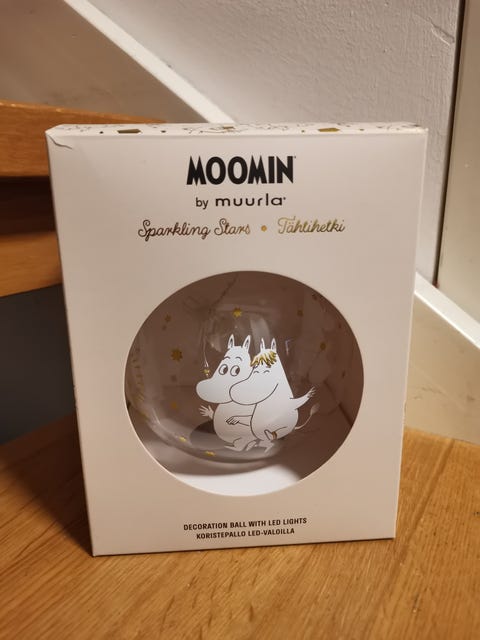 MOOMIN
by muurla
Sparkling Stars • Tähtihetki
DECORATION BALL WITH LED LIGHTS
KORISTEPALLO LED-VALOILLA